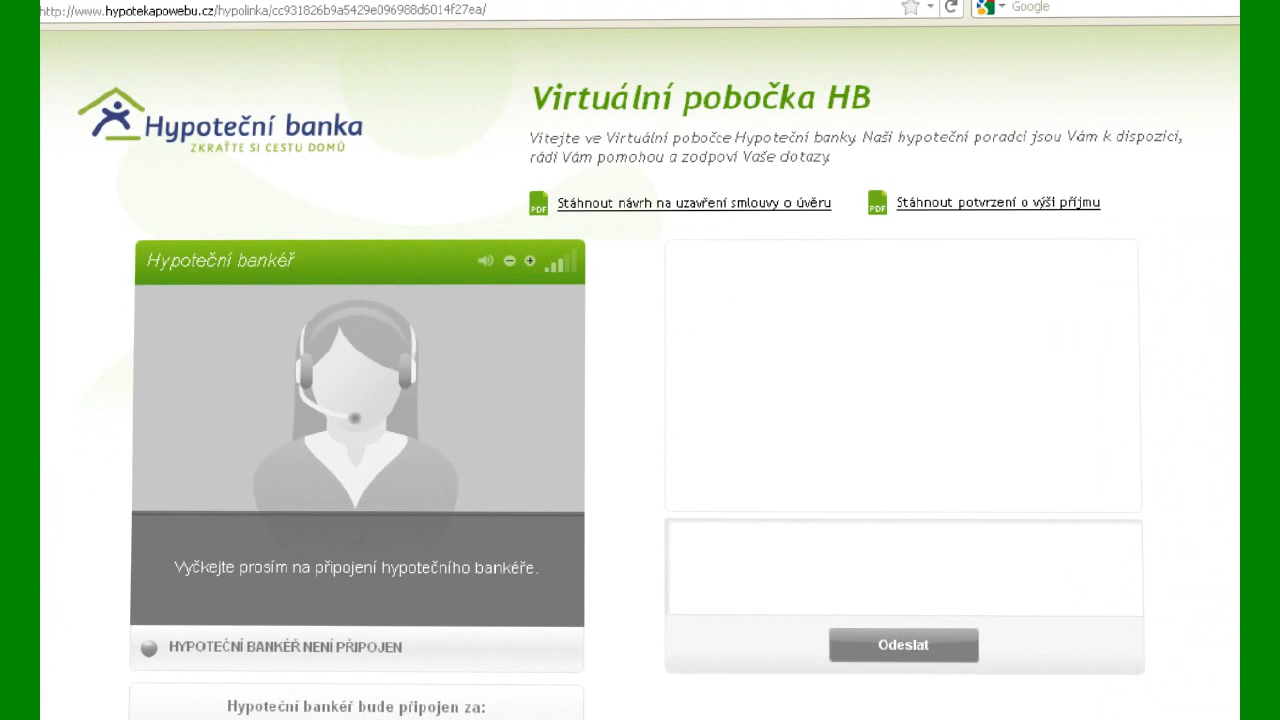 http://www.hypotekapowebu.cz/hypolinka/cc931826b9a5429e096988d6014f27ea/
Google
Hypoteční banka
ZKRAŤTE SI CESTU DOMŮ
Virtuální pobočka HB
Vítejte ve Virtuální pobočce Hypoteční banky. Naši hypoteční poradci jsou Vám k dispozici,
rádi Vám pomohou a zodpoví Vaše dotazy.
PDF Stáhnout návrh na uzavření smlouvy o úvěru
PDF Stáhnout potvrzení o výši příjmu
Hypoteční bankéř
Vyčkejte prosím na připojení hypotečního bankéře.
HYPOTEČNÍ BANKÉŘ NENÍ PŘIPOJEN
Odeslat
Hypoteční bankéř bude připojen za: